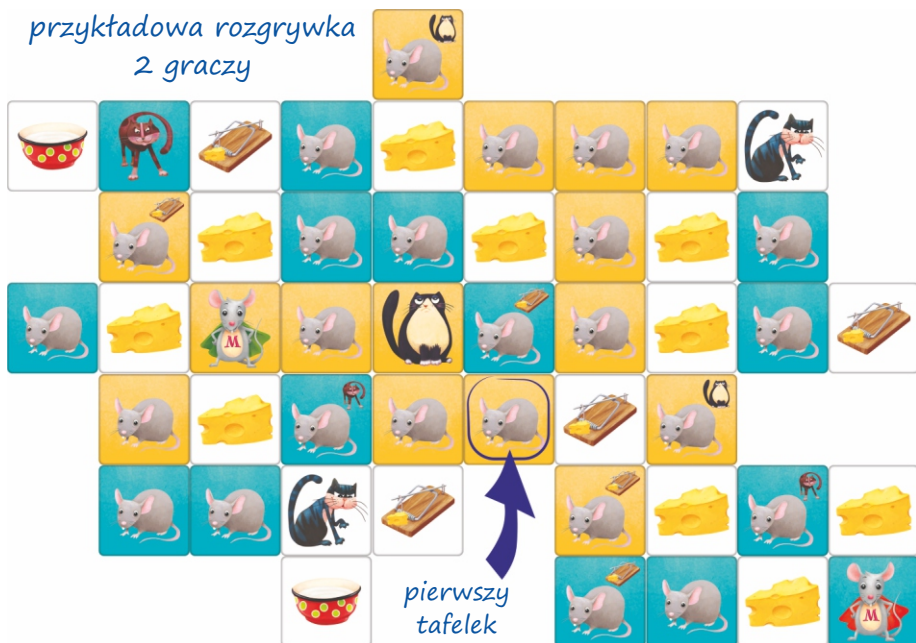 przykładowa rozgrywka
2 graczy
M
pierwszy
tafelek
M